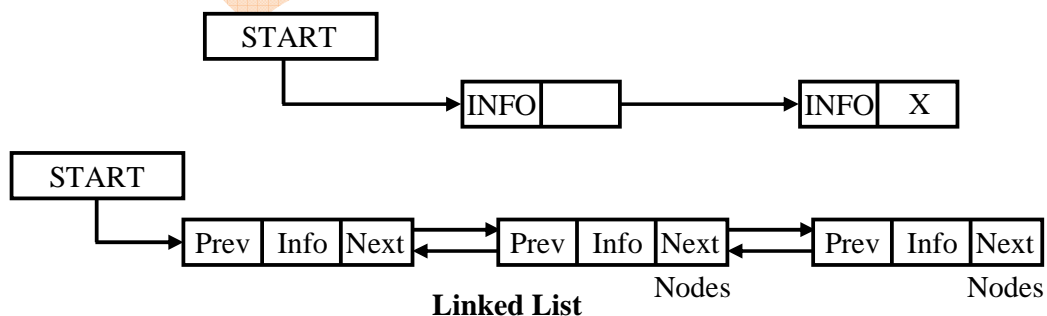 START
INFO INFO X
START
Prev Info Next Prev Info Next Prev Info Next
Nodes Nodes
Linked List